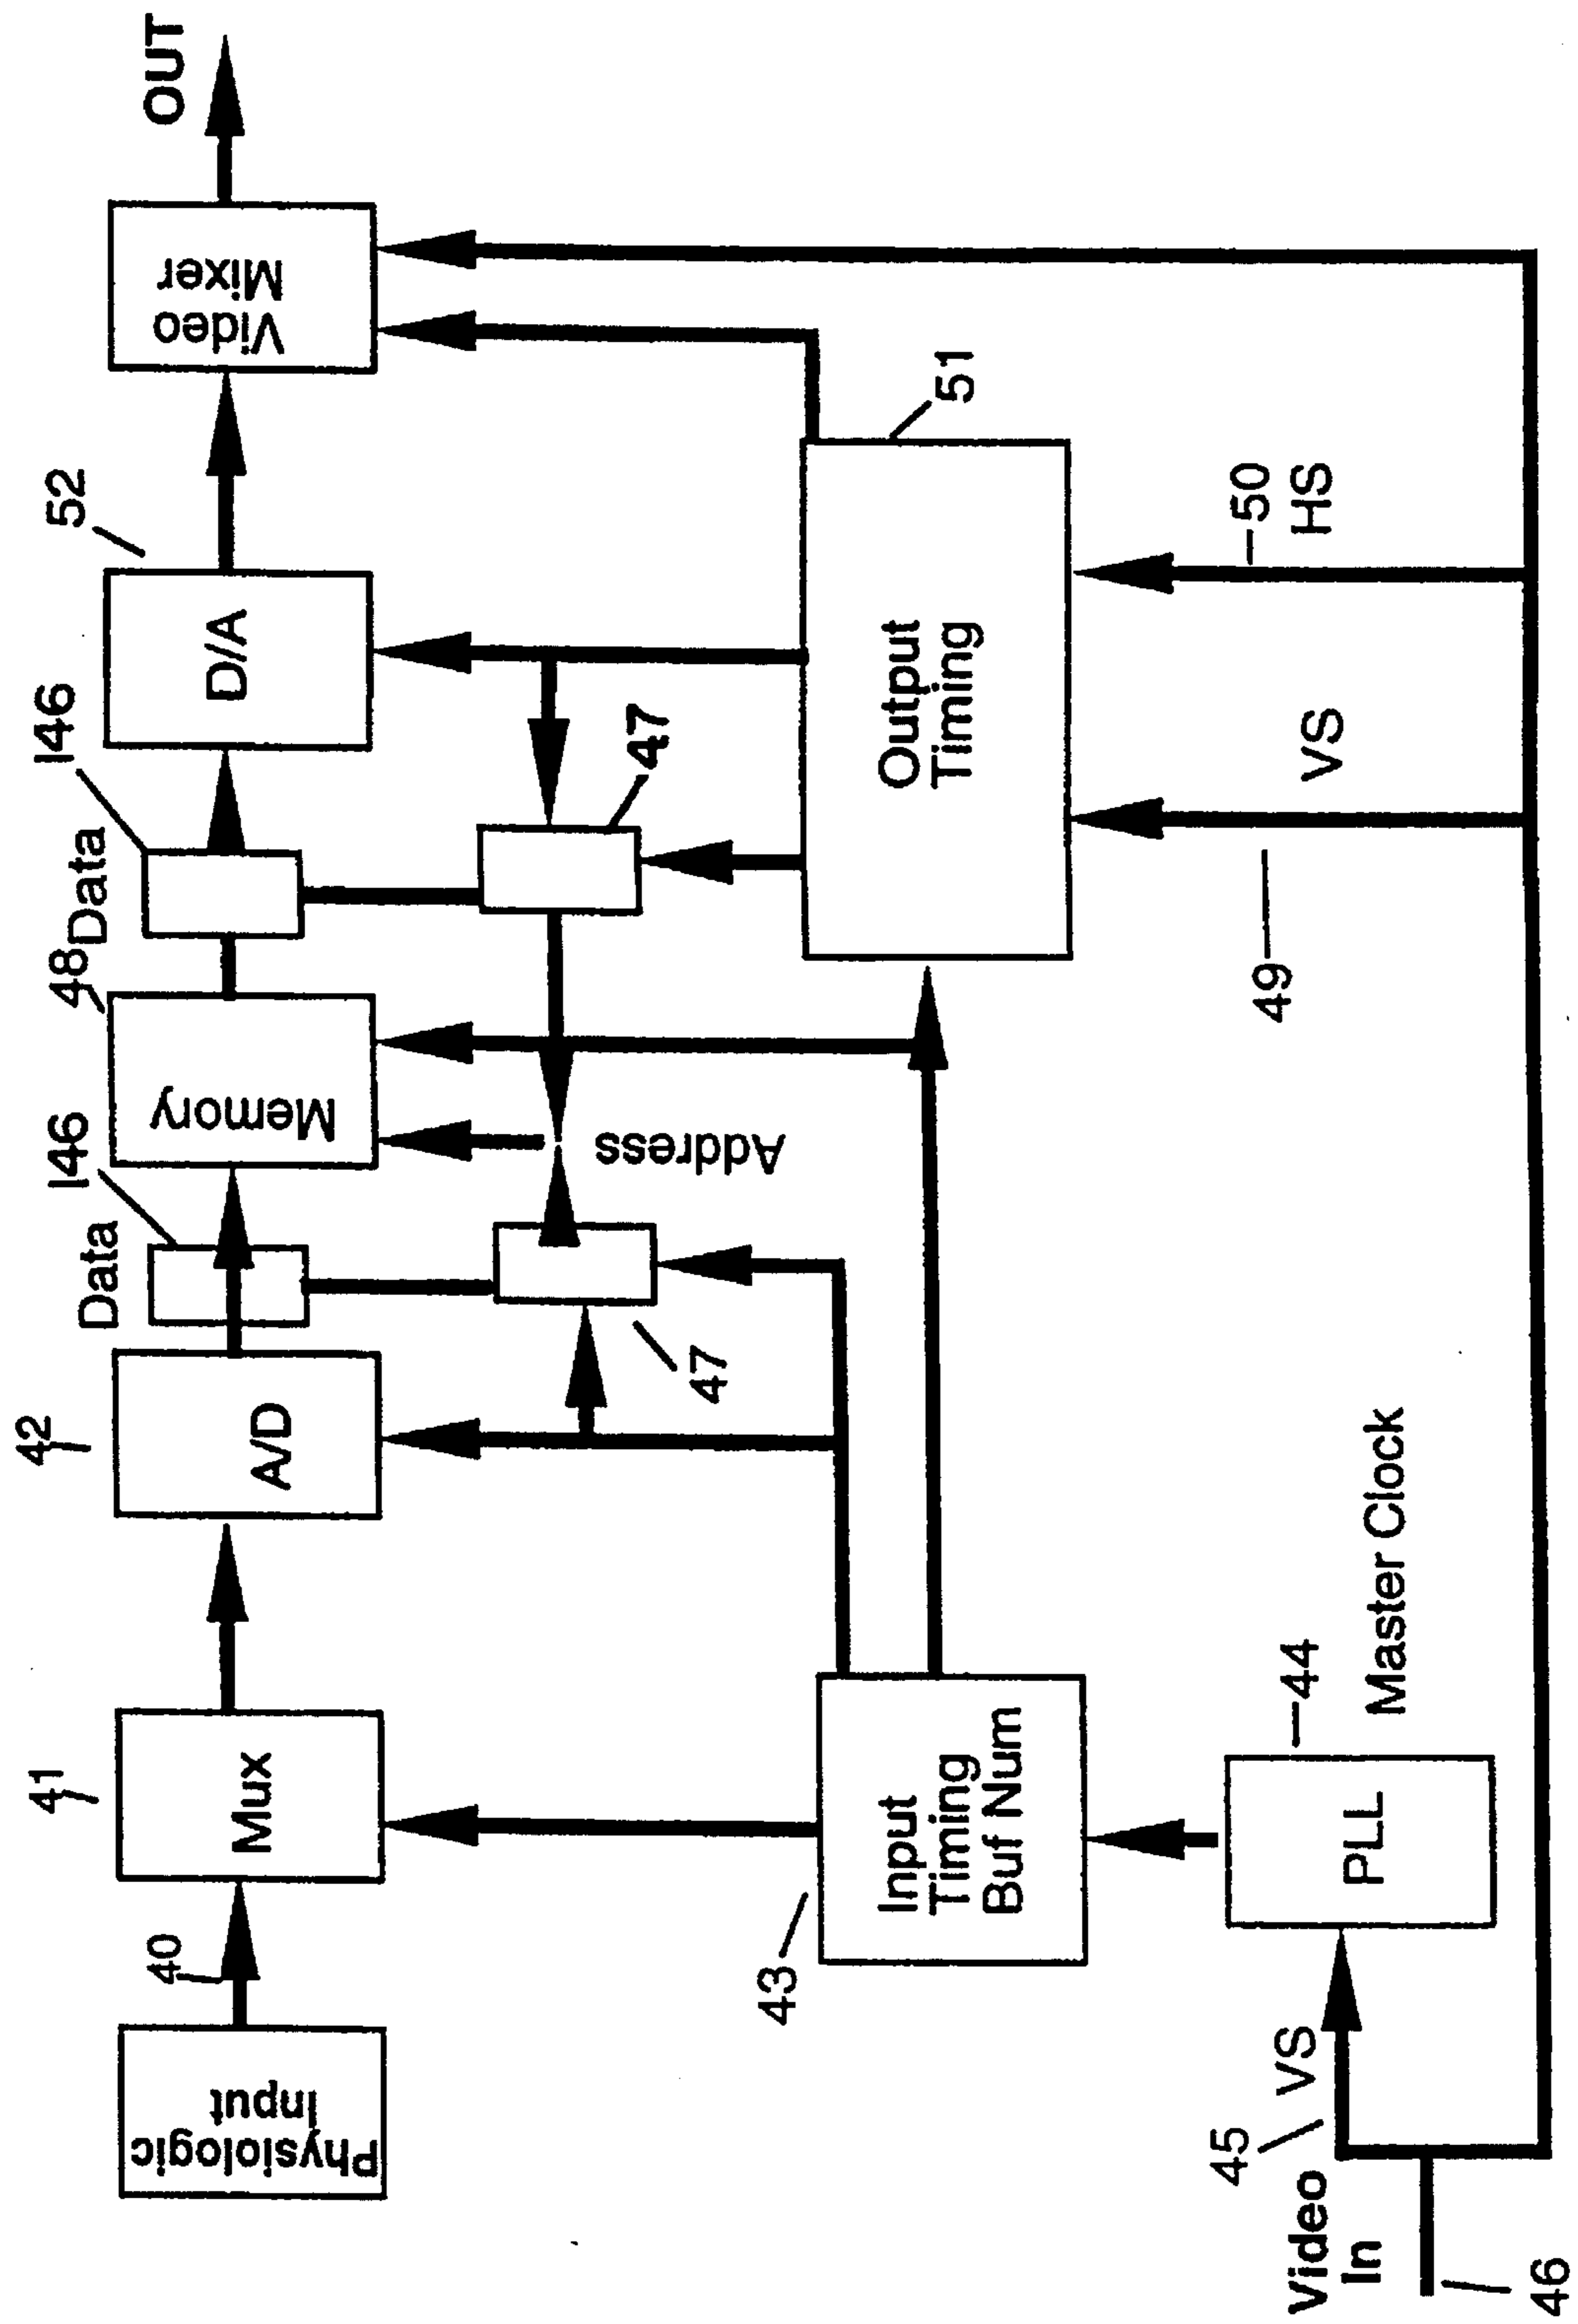 OUT
Video
Mixer
52
D/A
146
Data
48
Memory
146
Data
42
A/D
41
Mux
40
Physiologic
Input
47
Address
47
51
Output
Timing
50
HS
VS
49
43
Input
Timing
Buf Num
44
Master Clock
PLL
45
VS
Video
In
46